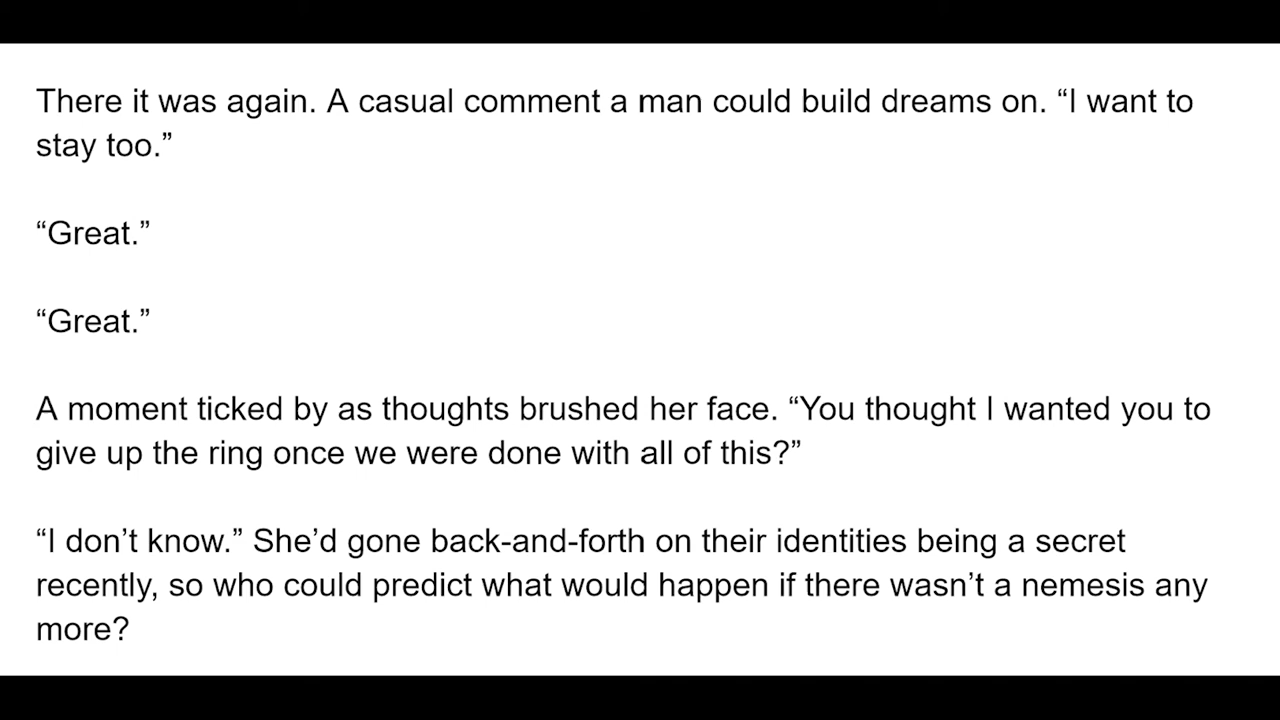 There it was again. A casual comment a man could build dreams on. “I want to
stay too.”
“Great.”
“Great.”
A moment ticked by as thoughts brushed her face. “You thought I wanted you to
give up the ring once we were done with all of this?”
“I don’t know.” She’d gone back-and-forth on their identities being a secret
recently, so who could predict what would happen if there wasn’t a nemesis any
more?